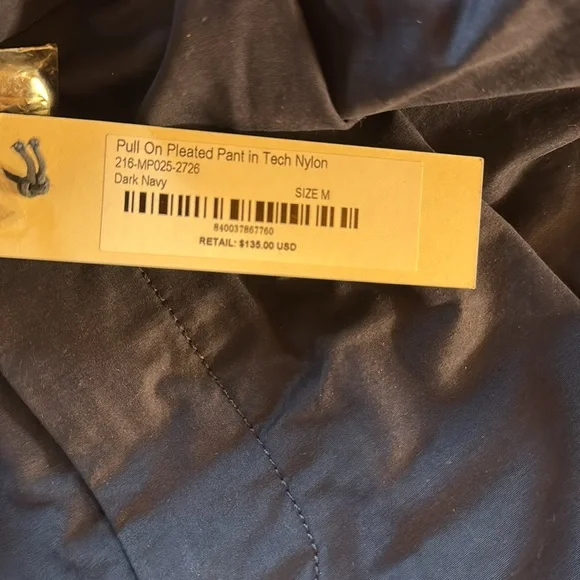 Pull On Pleated Pant in Tech Nylon
216-MP025-2726
Dark Navy
SIZE M
840037867760
RETAIL: $135.00 USD